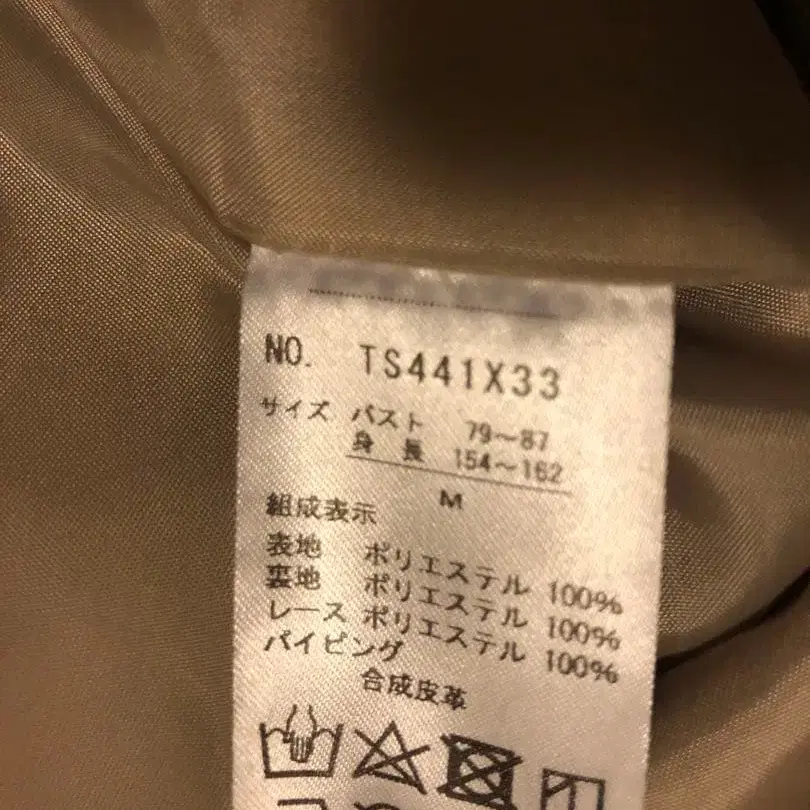 NO. TS441X33
サイズ バスト 79～87
身長 154～162
M
組成表示
表地 ポリエステル 100%
裏地 ポリエステル 100%
レース ポリエステル 100%
パイピング
合成皮革